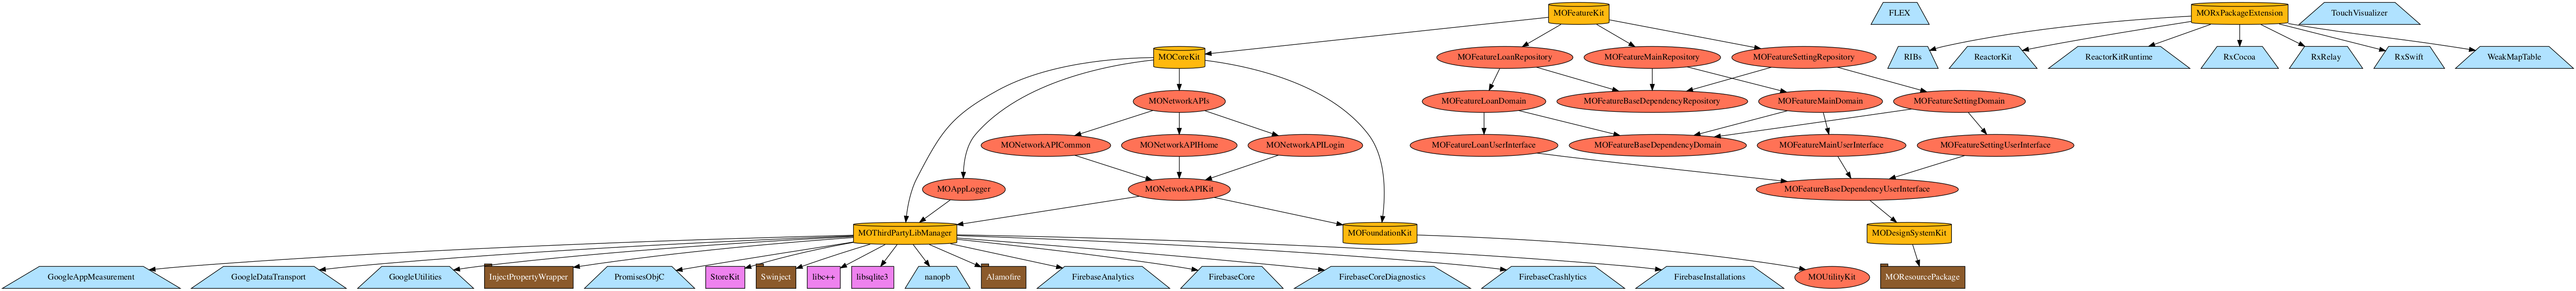 MOFeatureKit
FLEX
MORxPackageExtension
TouchVisualizer
MOCoreKit
MOFeatureLoanRepository
MOFeatureMainRepository
MOFeatureSettingRepository
RIBs
ReactorKit
ReactorKitRuntime
RxCocoa
RxRelay
RxSwift
WeakMapTable
MONetworkAPIs
MOFeatureLoanDomain
MOFeatureBaseDependencyRepository
MOFeatureMainDomain
MOFeatureSettingDomain
MONetworkAPICommon
MONetworkAPIHome
MONetworkAPILogin
MOFeatureLoanUserInterface
MOFeatureBaseDependencyDomain
MOFeatureMainUserInterface
MOFeatureSettingUserInterface
MOAppLogger
MONetworkAPIKit
MOFeatureBaseDependencyUserInterface
MOThirdPartyLibManager
MOFoundationKit
MODesignSystemKit
GoogleAppMeasurement
GoogleDataTransport
GoogleUtilities
InjectPropertyWrapper
PromisesObjC
StoreKit
Swinject
libc++
libsqlite3
nanopb
Alamofire
FirebaseAnalytics
FirebaseCore
FirebaseCoreDiagnostics
FirebaseCrashlytics
FirebaseInstallations
MOUtilityKit
MOResourcePackage